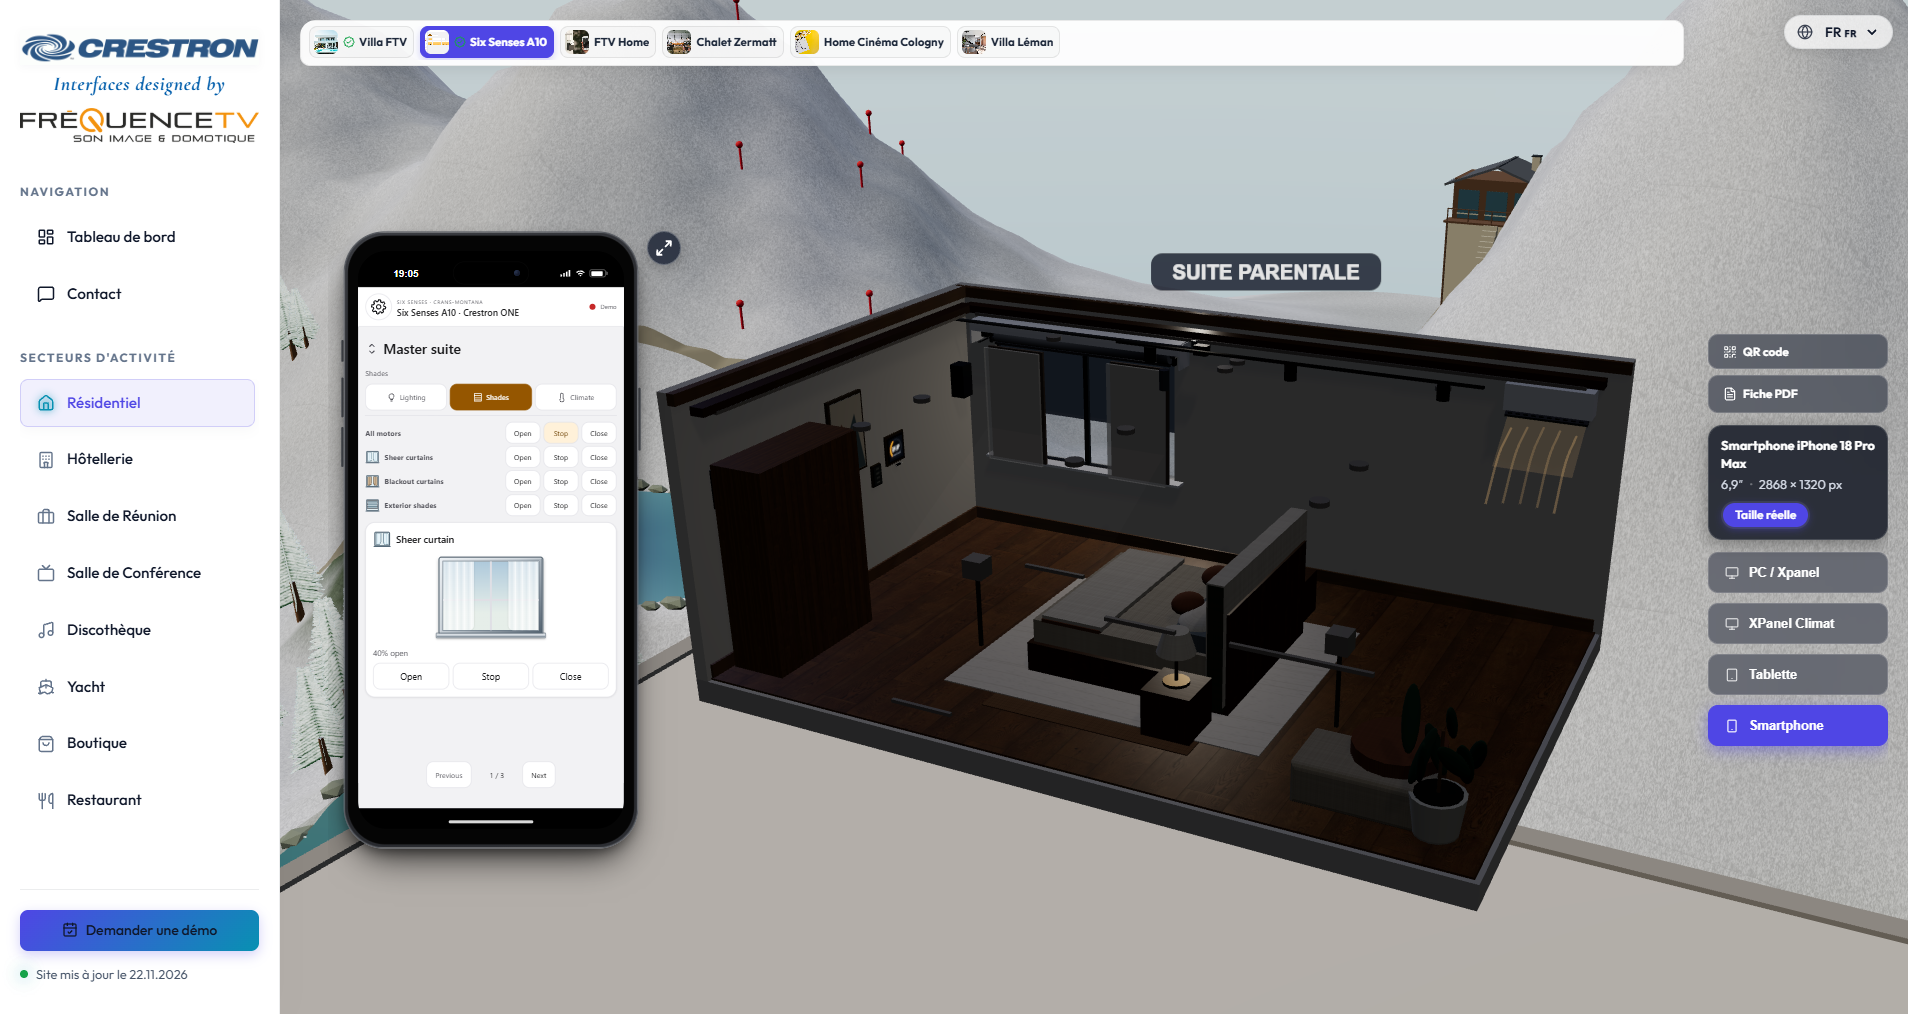 CRESTRON
Interfaces designed by
FRÉQUENCETV
SON IMAGE & DOMOTIQUE
NAVIGATION
Tableau de bord
Contact
SECTEURS D'ACTIVITÉ
Résidentiel
Hôtellerie
Salle de Réunion
Salle de Conférence
Discothèque
Yacht
Boutique
Restaurant
Demander une démo
Site mis à jour le 22.11.2026
Villa FTV
Six Senses A10
FTV Home
Chalet Zermatt
Home Cinéma Cologny
Villa Léman
FR FR
19:05
SIX SENSES - CRANS-MONTANA
Six Senses A10 - Crestron ONE
Demo
Master suite
Shades
Lighting
Shades
Climate
All motors Open Stop Close
Sheer curtains Open Stop Close
Blackout curtains Open Stop Close
Exterior shades Open Stop Close
Sheer curtain
40% open
Open Stop Close
Previous 1 / 3 Next
SUITE PARENTALE
QR code
Fiche PDF
Smartphone iPhone 18 Pro
Max
6,9" · 2868 × 1320 px
Taille réelle
PC / Xpanel
XPanel Climat
Tablette
Smartphone